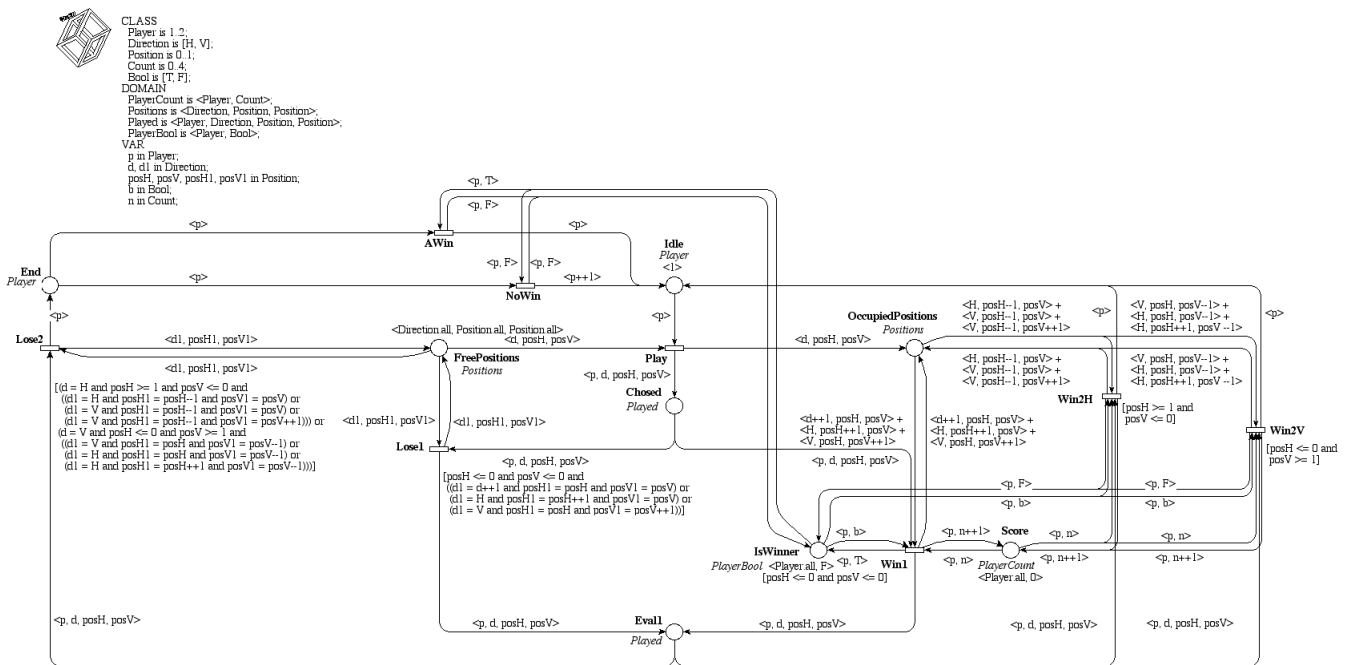 CLASS
Player is 1..2;
Direction is [H, V];
Position is 0..1;
Count is 0..4;
Bool is [T, F];
DOMAIN
PlayerCount is <Player, Count>;
Positions is <Direction, Position, Position>;
Played is <Player, Direction, Position, Position>;
PlayerBool is <Player, Bool>;
VAR
p in Player;
d, d1 in Direction;
posH, posV, posH1, posV1 in Position;
b in Bool;
n in Count;
<p, T>
<p, F>
<p>
<p>
AWin
Idle
Player
<1>
End
Player
<p>
<p, F>
<p, F>
<p++1>
NoWin
<p>
<p>
<p>
<p>
Lose2
<d1, posH1, posV1>
<d1, posH1, posV1>
<Direction all, Position all, Position all>
<d, posH, posV>
FreePositions
Positions
Play
<d, posH, posV>
OccupiedPositions
Positions
<H, posH--1, posV> +
<V, posH--1, posV> +
<V, posH--1, posV++1>
<V, posH, posV--1> +
<H, posH, posV--1> +
<H, posH++1, posV --1>
<H, posH--1, posV> +
<V, posH--1, posV> +
<V, posH--1, posV++1>
<V, posH, posV--1> +
<H, posH, posV--1> +
<H, posH++1, posV --1>
<p, d, posH, posV>
Chosed
Played
Win2H
[posH >= 1 and
posV <= 0]
Win2V
[posH <= 0 and
posV >= 1]
[(d = H and posH >= 1 and posV <= 0 and
((d1 = H and posH1 = posH--1 and posV1 = posV) or
(d1 = V and posH1 = posH--1 and posV1 = posV) or
(d1 = V and posH1 = posH--1 and posV1 = posV++1))) or
(d = V and posH <= 0 and posV >= 1 and
((d1 = V and posH1 = posH and posV1 = posV--1) or
(d1 = H and posH1 = posH and posV1 = posV--1) or
(d1 = H and posH1 = posH++1 and posV1 = posV--1)))]
<d1, posH1, posV1>
<d1, posH1, posV1>
Lose1
<p, d, posH, posV>
[posH <= 0 and posV <= 0 and
((d1 = d++1 and posH1 = posH and posV1 = posV) or
(d1 = H and posH1 = posH++1 and posV1 = posV) or
(d1 = V and posH1 = posH and posV1 = posV++1))]
<d++1, posH, posV> +
<H, posH++1, posV> +
<V, posH, posV++1>
<d++1, posH, posV> +
<H, posH++1, posV> +
<V, posH, posV++1>
<p, d, posH, posV>
<p, F>
<p, F>
<p, b>
<p, b>
<p, b>
<p, n++1>
Score
<p, n>
<p, n>
IsWinner
PlayerBool
<Player.all, F>
<p, T>
Win1
<p, n>
<p, n++1>
<p, n++1>
PlayerCount
<Player.all, 0>
[posH <= 0 and posV <= 0]
<p, d, posH, posV>
<p, d, posH, posV>
Eval1
Played
<p, d, posH, posV>
<p, d, posH, posV>
<p, d, posH, posV>